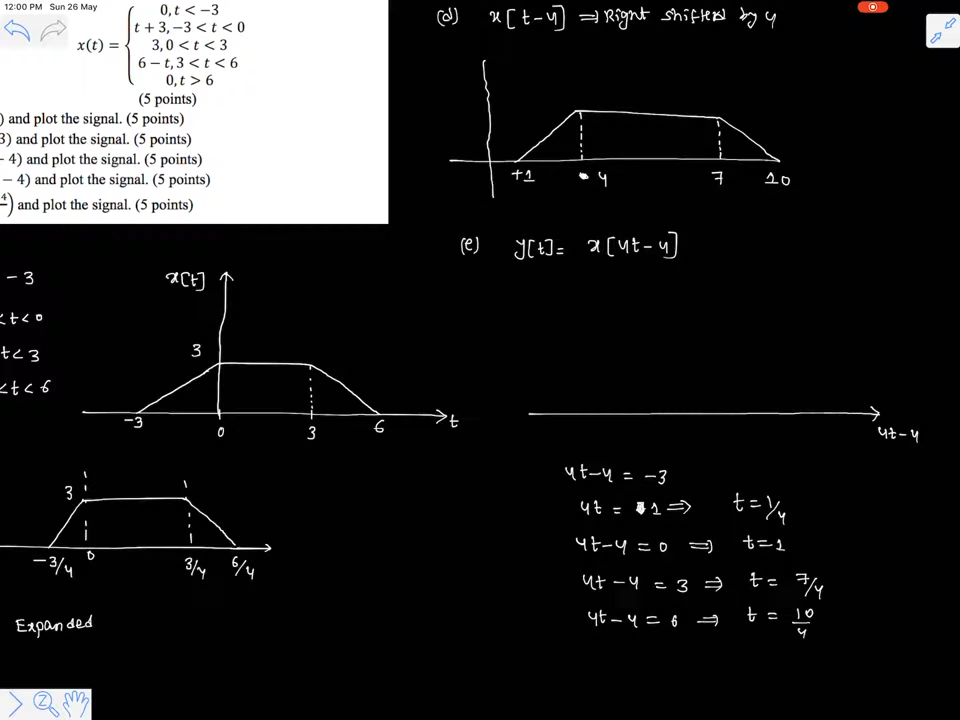 12:00 PM Sun 26 May
0, t < −3
t + 3, −3 < t < 0
x(t) = { 3, 0 < t < 3
6 − t, 3 < t < 6
0, t > 6
(5 points)
) and plot the signal. (5 points)
3) and plot the signal. (5 points)
- 4) and plot the signal. (5 points)
− 4) and plot the signal. (5 points)
4) and plot the signal. (5 points)
(d) x[t-4] ⇒ Right shifted by 4
+1 4 7 10
(e) y[t] = x[4t-4]
4t-4
4t-4 = -3
4t = 1 ⇒ t = 1/4
4t-4 = 0 ⇒ t=1
4t-4 = 3 ⇒ t = 7/4
4t-4 = 6 ⇒ t = 10/4
-3
<t<0
t<3
<t<6
x[t]
3
-3 0 3 6 t
3
-3/4 0 3/4 6/4
Expanded